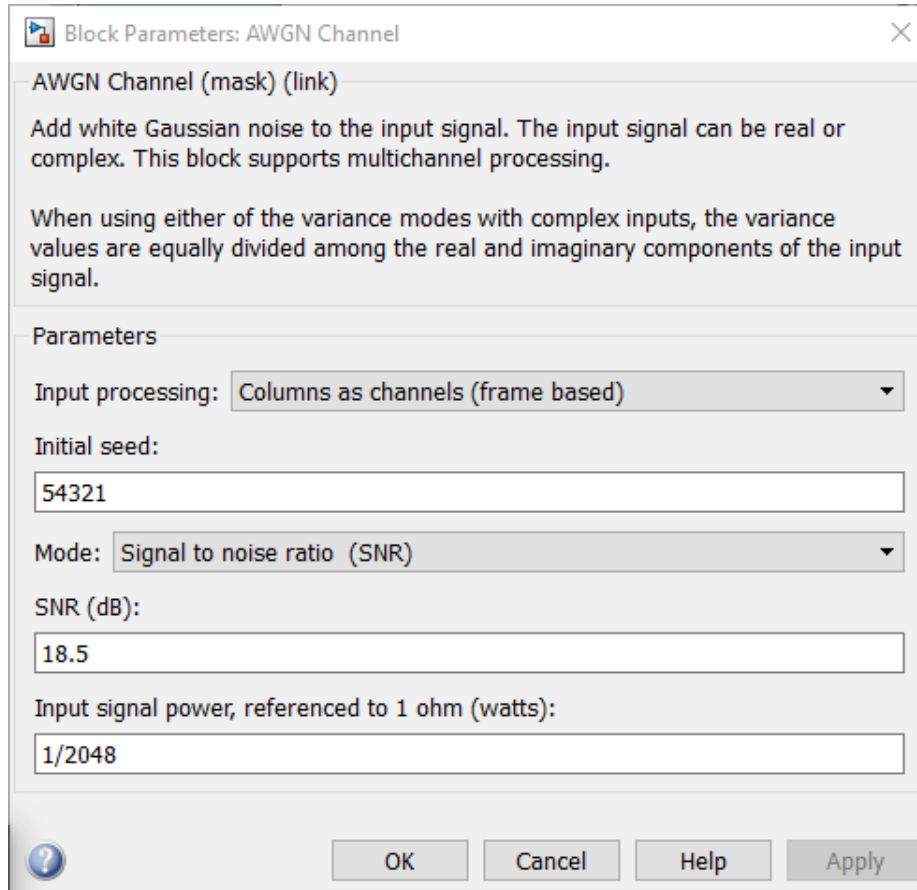 Block Parameters: AWGN Channel
AWGN Channel (mask) (link)
Add white Gaussian noise to the input signal. The input signal can be real or
complex. This block supports multichannel processing.
When using either of the variance modes with complex inputs, the variance
values are equally divided among the real and imaginary components of the input
signal.
Parameters
Input processing: Columns as channels (frame based)
Initial seed:
54321
Mode: Signal to noise ratio  (SNR)
SNR (dB):
18.5
Input signal power, referenced to 1 ohm (watts):
1/2048
? OK Cancel Help Apply